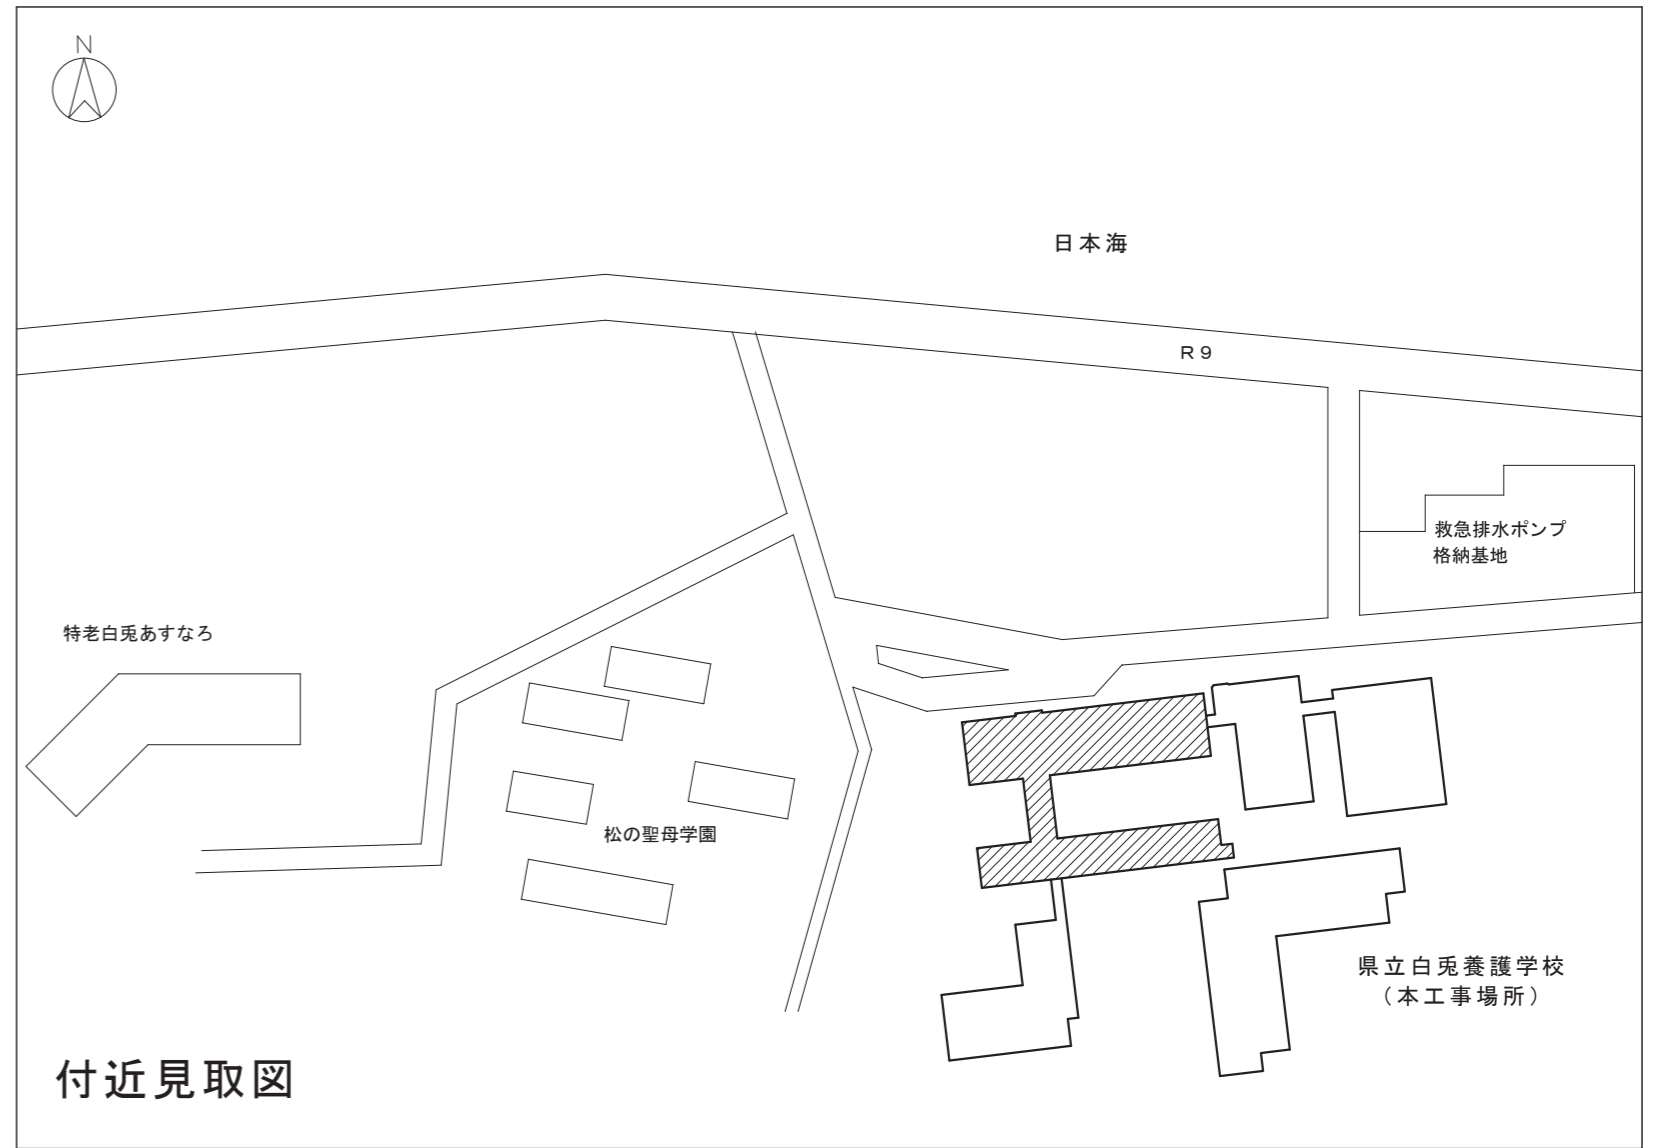 N
日本海
R9
救急排水ポンプ
格納基地
特老白兎あすなろ
松の聖母学園
県立白兎養護学校
（本工事場所）
付近見取図